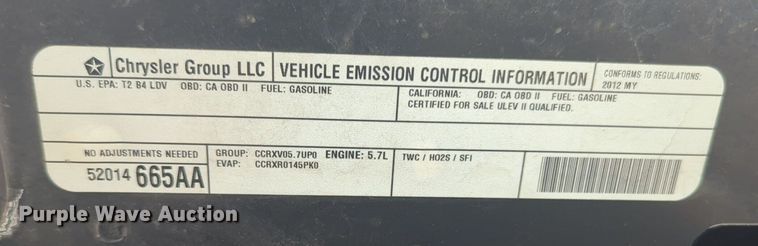 Chrysler Group LLC VEHICLE EMISSION CONTROL INFORMATION CONFORMS TO REGULATIONS:
2012 MY
U.S. EPA: T2 B4 LDV OBD: CA OBD II FUEL: GASOLINE
CALIFORNIA: OBD: CA OBD II FUEL: GASOLINE
CERTIFIED FOR SALE ULEV II QUALIFIED.
NO ADJUSTMENTS NEEDED
52014 665AA
GROUP: CCRXV05.7UP0 ENGINE: 5.7L
EVAP: CCRXR0145PK0
TWC / HO2S / SFI
Purple Wave Auction